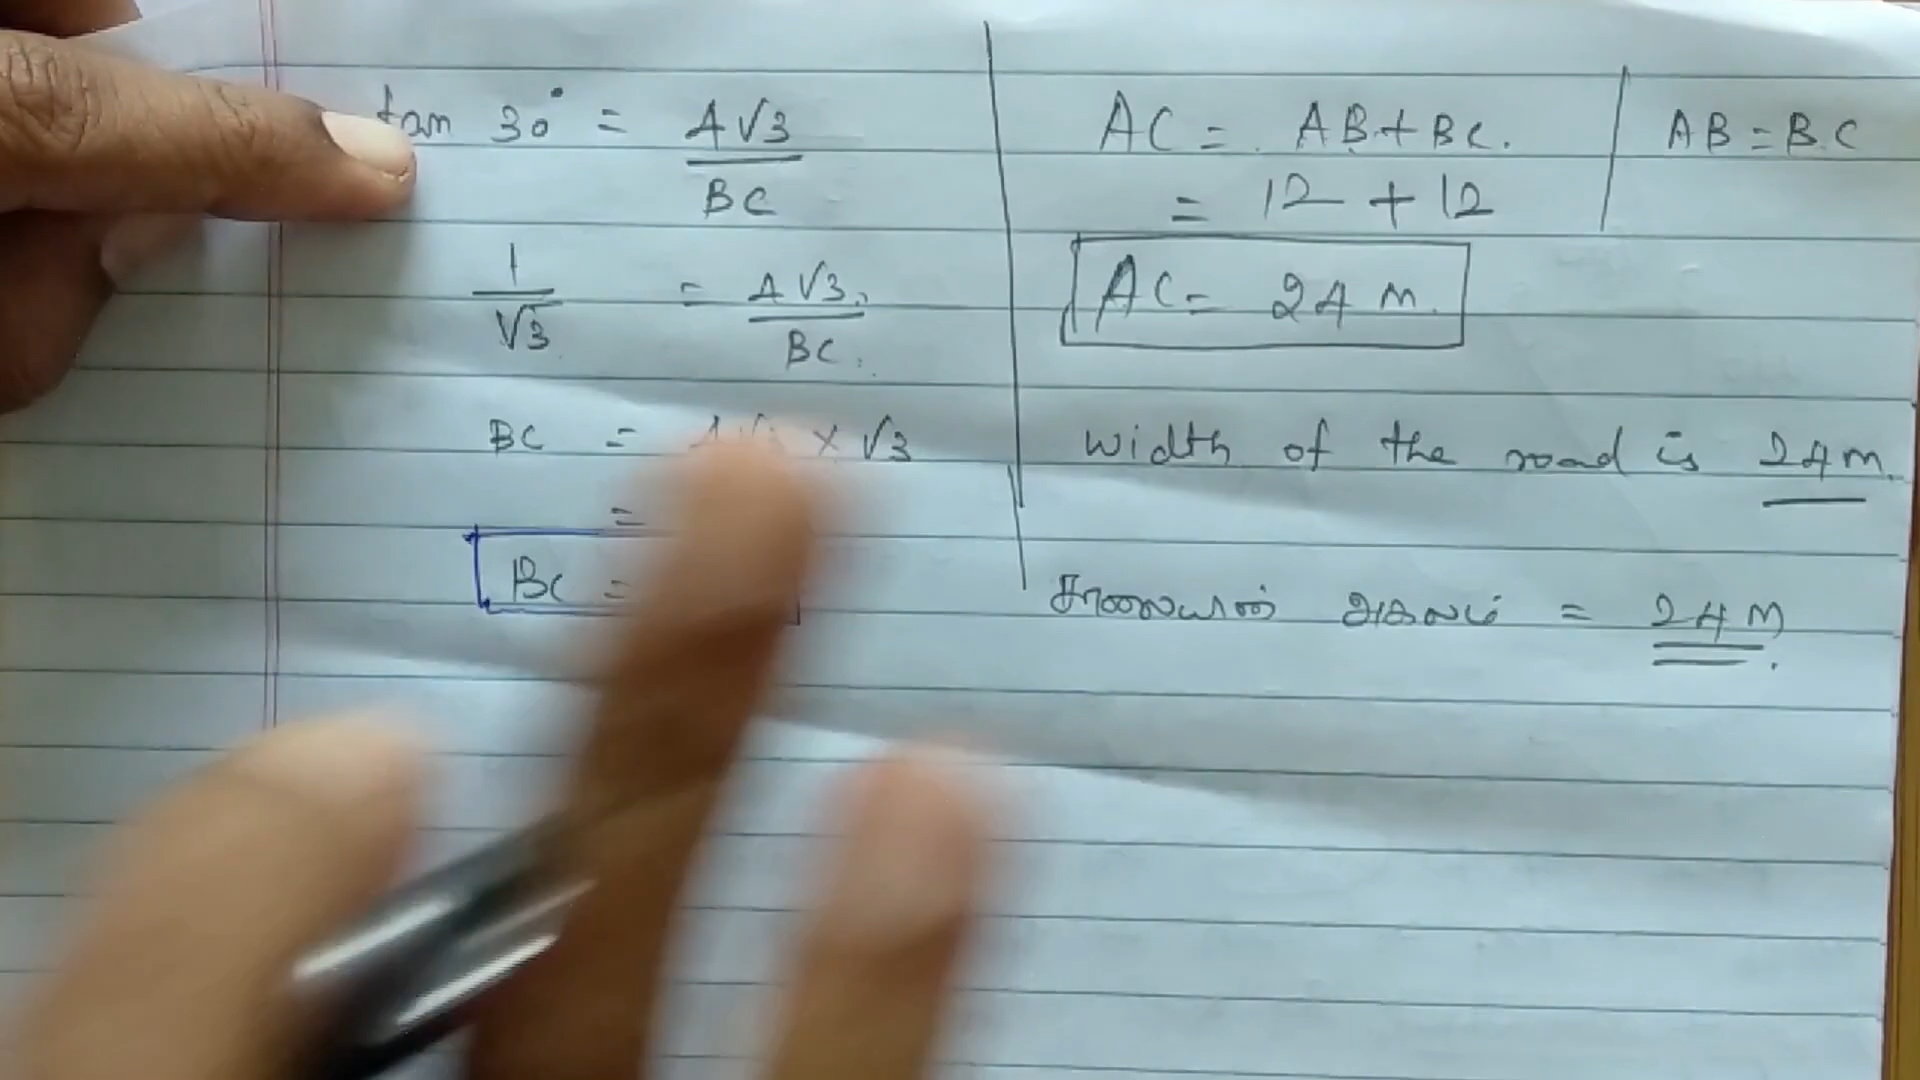 tan 30° = 4√3
BC
1 = 4√3
√3 BC
BC = × √3
=
BC =
AC = AB + BC.
= 12 + 12
AC = 24 m.
AB = BC
width of the road is 24m.
சாலையின் அகலம் = 24 m.